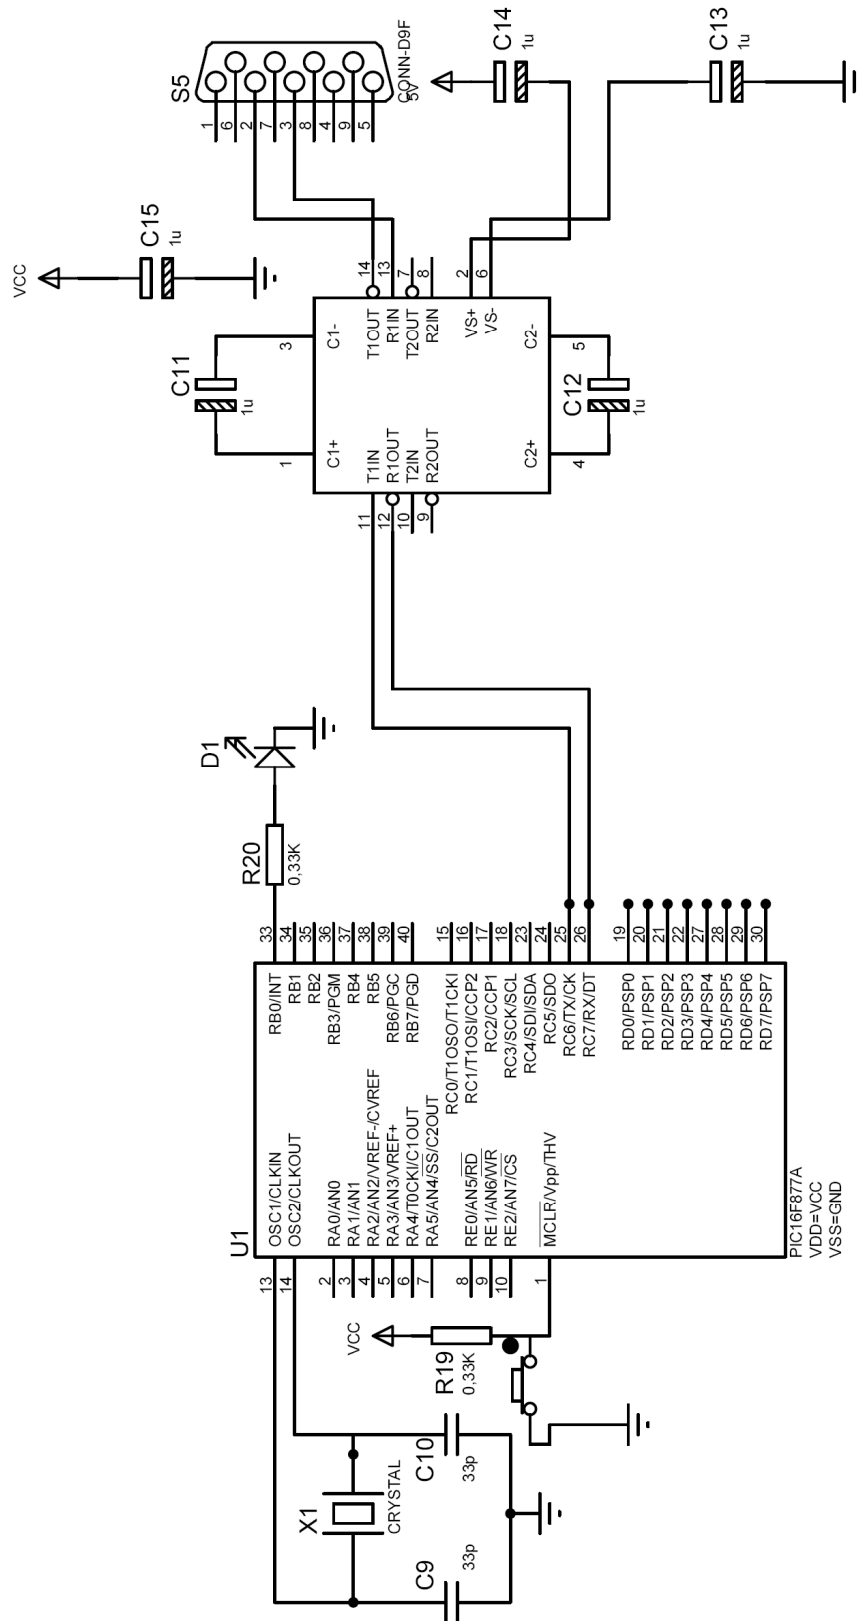 X1
CRYSTAL
C9
33p
C10
33p
VCC
R19
0,33K
U1
13
OSC1/CLKIN
14
OSC2/CLKOUT
2
RA0/AN0
3
RA1/AN1
4
RA2/AN2/VREF-/CVREF
5
RA3/AN3/VREF+
6
RA4/T0CKI/C1OUT
7
RA5/AN4/SS/C2OUT
8
RE0/AN5/RD
9
RE1/AN6/WR
10
RE2/AN7/CS
1
MCLR/Vpp/THV
RB0/INT
33
RB1
34
RB2
35
RB3/PGM
36
RB4
37
RB5
38
RB6/PGC
39
RB7/PGD
40
RC0/T1OSO/T1CKI
15
RC1/T1OSI/CCP2
16
RC2/CCP1
17
RC3/SCK/SCL
18
RC4/SDI/SDA
23
RC5/SDO
24
RC6/TX/CK
25
RC7/RX/DT
26
RD0/PSP0
19
RD1/PSP1
20
RD2/PSP2
21
RD3/PSP3
22
RD4/PSP4
27
RD5/PSP5
28
RD6/PSP6
29
RD7/PSP7
30
PIC16F877A
VDD=VCC
VSS=GND
R20
0,33K
D1
C11
1u
1
C1+
3
C1-
11
T1IN
12
R1OUT
10
T2IN
9
R2OUT
T1OUT
14
R1IN
13
T2OUT
7
R2IN
8
VS+
2
VS-
6
4
C2+
5
C2-
C12
1u
VCC
C15
1u
S5
1
6
2
7
3
8
4
9
5
CONN-D9F
5V
C14
1u
C13
1u